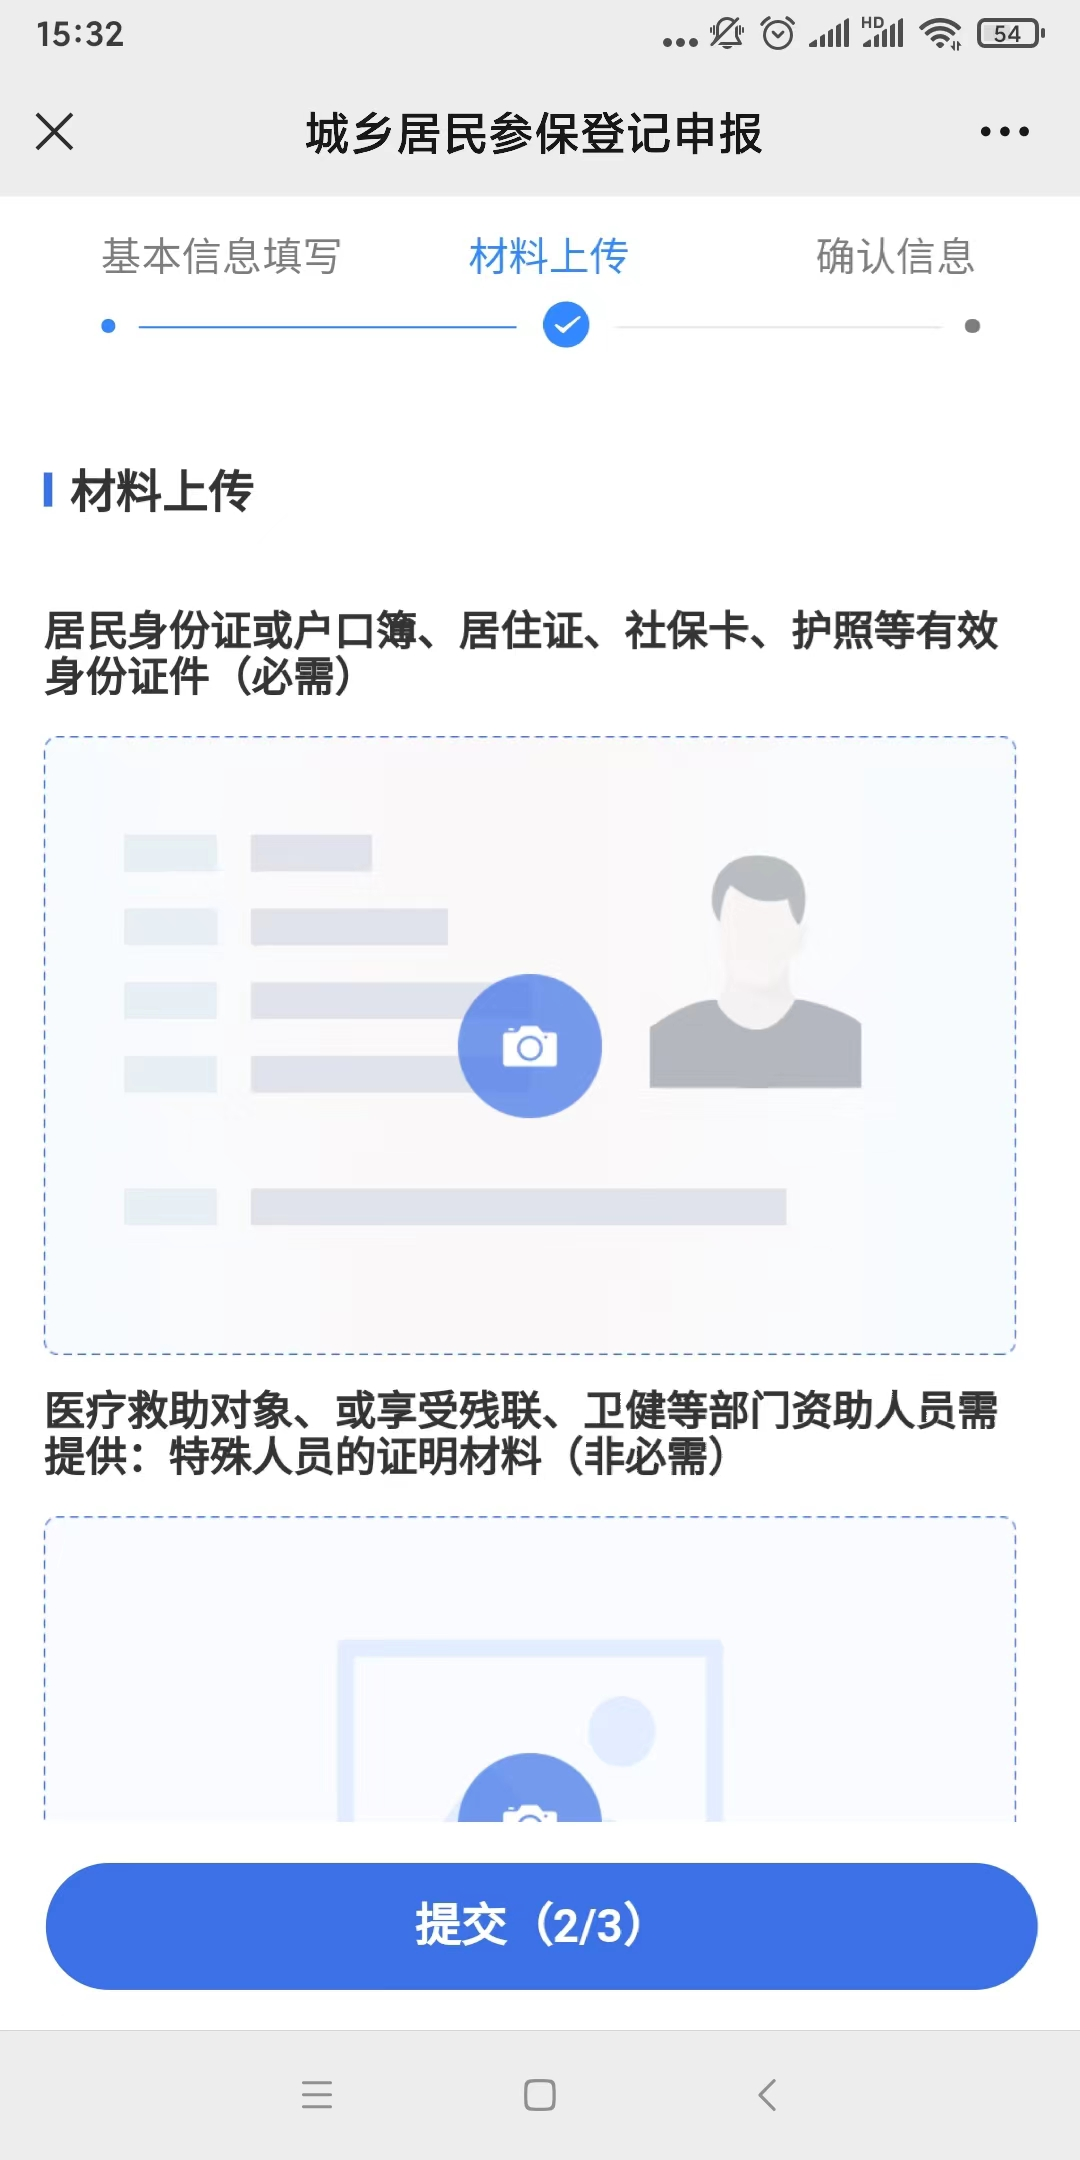 15:32
HD
54
城乡居民参保登记申报
基本信息填写
材料上传
确认信息
材料上传
居民身份证或户口簿、居住证、社保卡、护照等有效
身份证件（必需）
医疗救助对象、或享受残联、卫健等部门资助人员需
提供：特殊人员的证明材料（非必需）
提交（2/3）